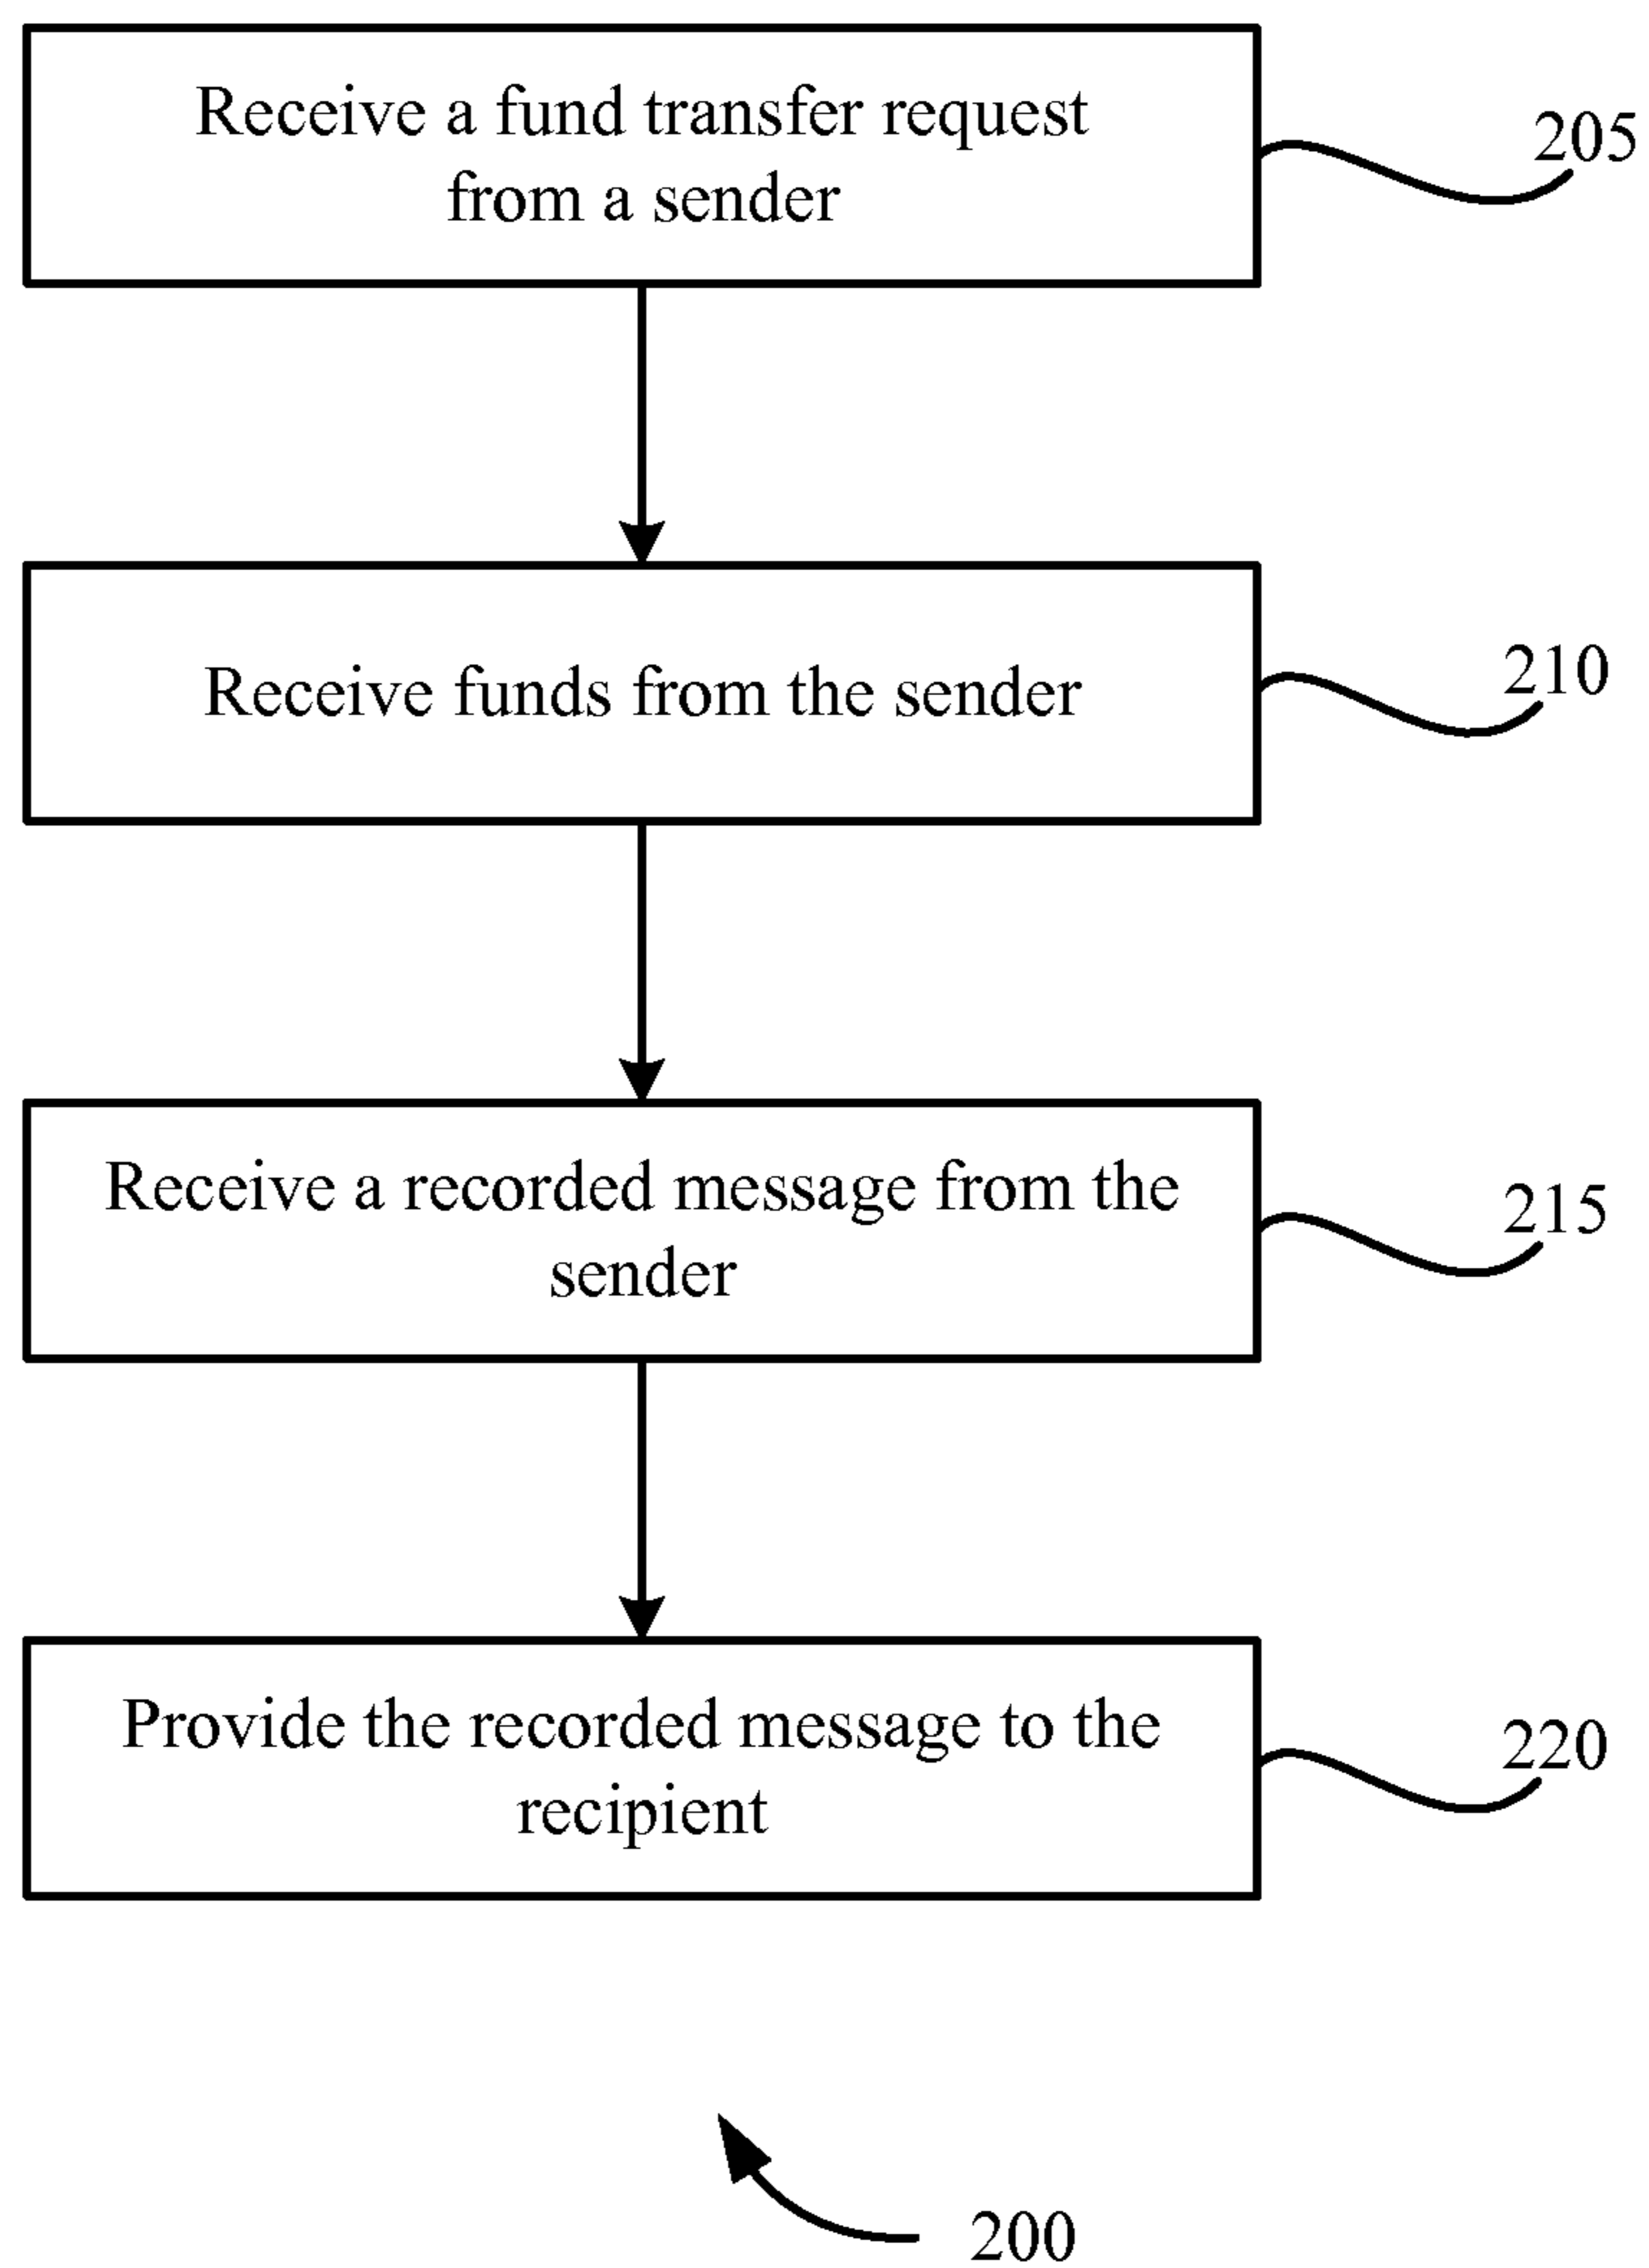 Receive a fund transfer request
from a sender
205
Receive funds from the sender
210
Receive a recorded message from the
sender
215
Provide the recorded message to the
recipient
220
200